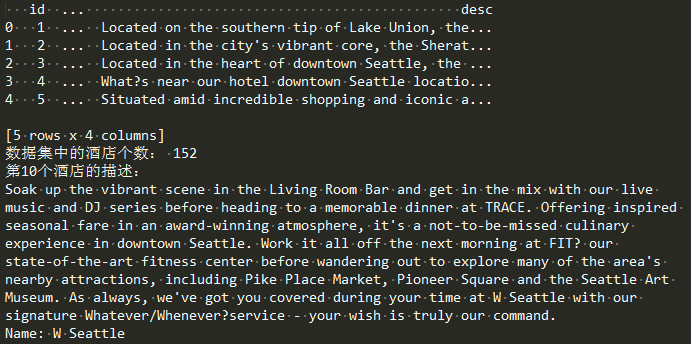 id ... desc
0 1 ... Located on the southern tip of Lake Union, the...
1 2 ... Located in the city's vibrant core, the Sherat...
2 3 ... Located in the heart of downtown Seattle, the ...
3 4 ... What?s near our hotel downtown Seattle locatio...
4 5 ... Situated amid incredible shopping and iconic a...
[5 rows x 4 columns]
数据集中的酒店个数： 152
第10个酒店的描述：
Soak up the vibrant scene in the Living Room Bar and get in the mix with our live
music and DJ series before heading to a memorable dinner at TRACE. Offering inspired
seasonal fare in an award-winning atmosphere, it's a not-to-be-missed culinary
experience in downtown Seattle. Work it all off the next morning at FIT? our
state-of-the-art fitness center before wandering out to explore many of the area's
nearby attractions, including Pike Place Market, Pioneer Square and the Seattle Art
Museum. As always, we've got you covered during your time at W Seattle with our
signature Whatever/Whenever?service - your wish is truly our command.
Name: W Seattle